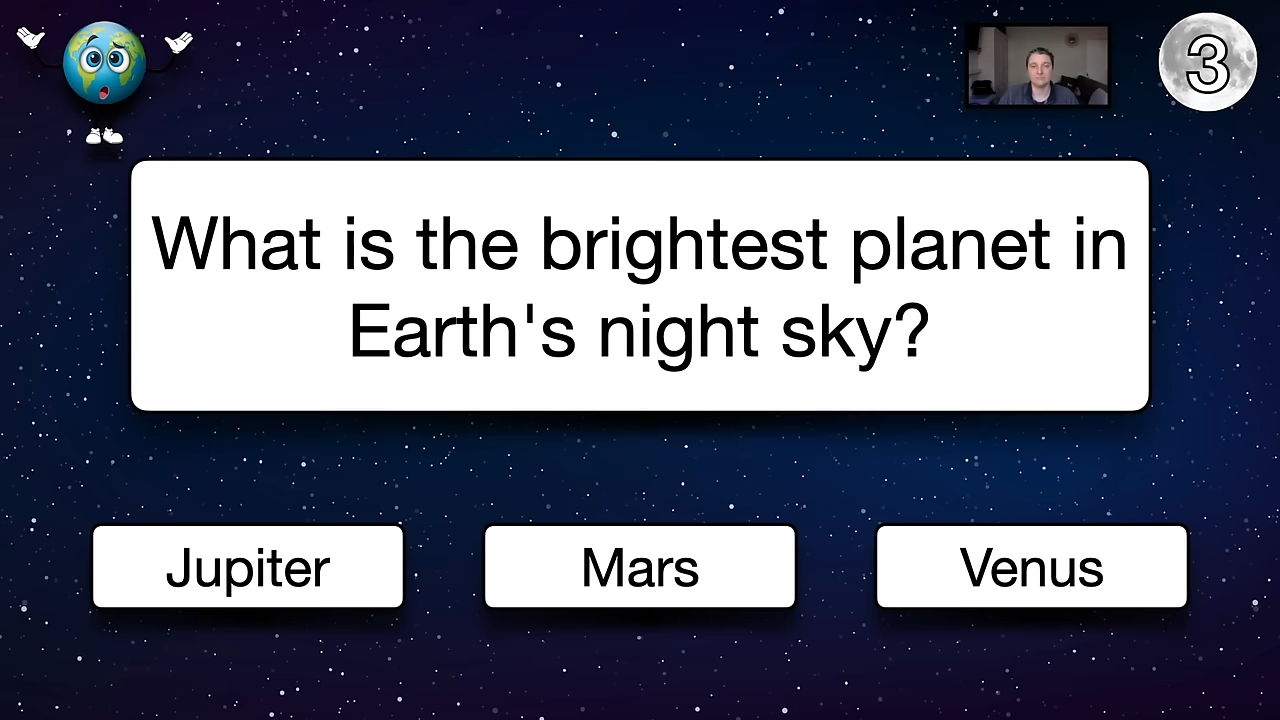 3
What is the brightest planet in
Earth's night sky?
Jupiter
Mars
Venus